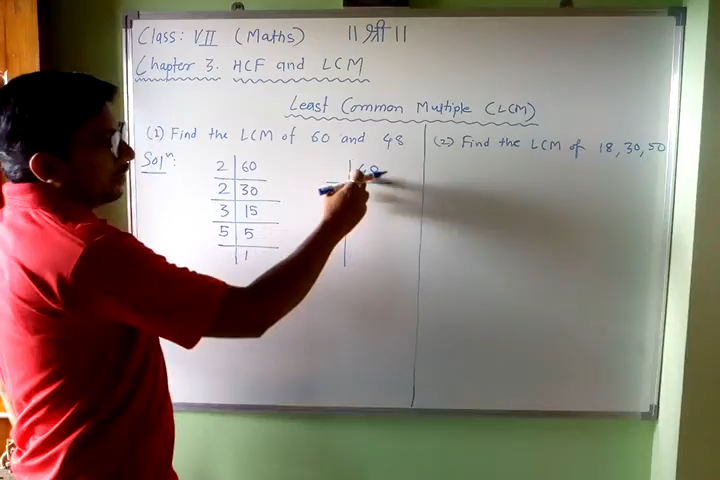 Class: VII (Maths) || श्री ||
Chapter 3. HCF and LCM
Least Common Multiple (LCM)
(1) Find the LCM of 60 and 48
Solⁿ:
2 | 60
2 | 30
3 | 15
5 | 5
1
48
(2) Find the LCM of 18, 30, 50